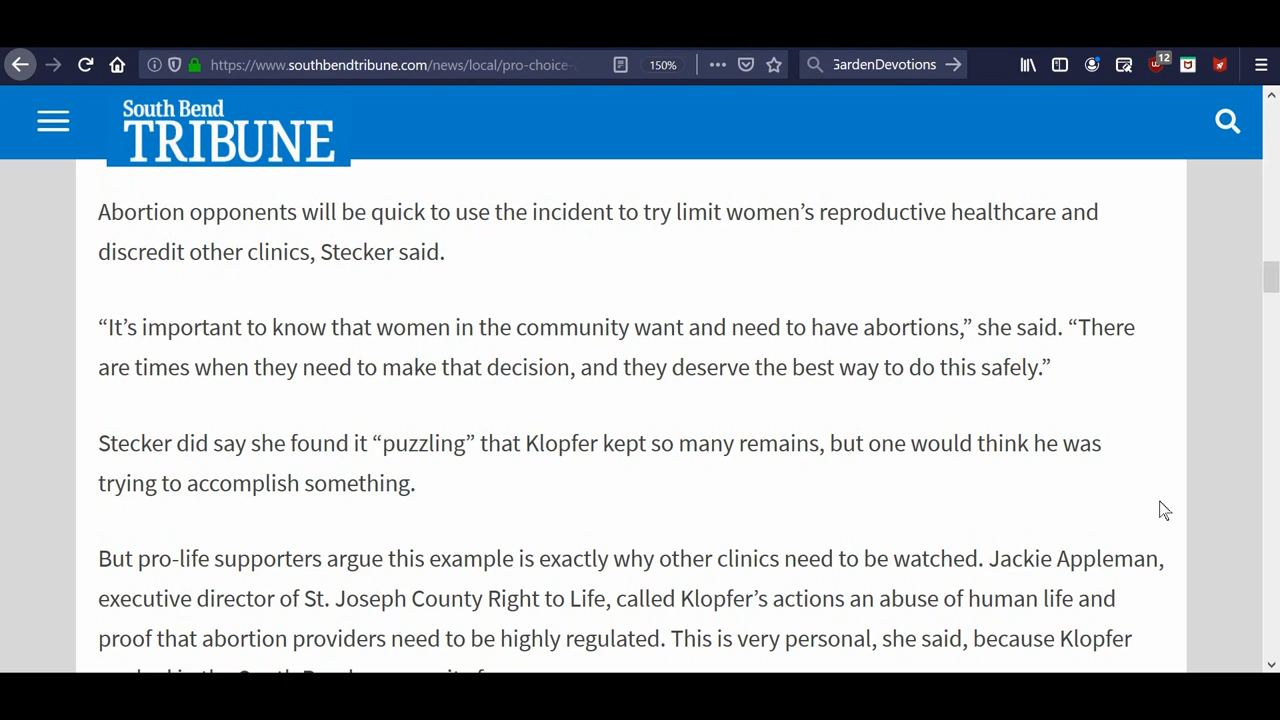 https://www.southbendtribune.com/news/local/pro-choice-
150%
GardenDevotions
12
South Bend
TRIBUNE
Abortion opponents will be quick to use the incident to try limit women’s reproductive healthcare and
discredit other clinics, Stecker said.
“It’s important to know that women in the community want and need to have abortions,” she said. “There
are times when they need to make that decision, and they deserve the best way to do this safely.”
Stecker did say she found it “puzzling” that Klopfer kept so many remains, but one would think he was
trying to accomplish something.
But pro-life supporters argue this example is exactly why other clinics need to be watched. Jackie Appleman,
executive director of St. Joseph County Right to Life, called Klopfer’s actions an abuse of human life and
proof that abortion providers need to be highly regulated. This is very personal, she said, because Klopfer